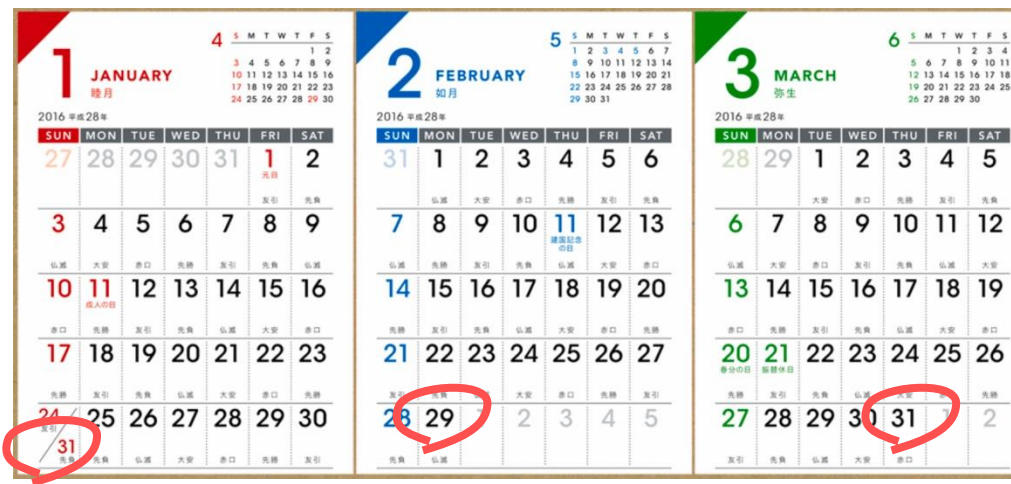 1
JANUARY
睦月
4 S M T W T F S
1 2
3 4 5 6 7 8 9
10 11 12 13 14 15 16
17 18 19 20 21 22 23
24 25 26 27 28 29 30
2016 平成28年
SUN MON TUE WED THU FRI SAT
27 28 29 30 31 1 2
元日
友引 先負
3 4 5 6 7 8 9
仏滅 大安 赤口 先勝 友引 先負 仏滅
10 11 12 13 14 15 16
成人の日
赤口 先勝 友引 先負 仏滅 大安 赤口
17 18 19 20 21 22 23
先勝 友引 先負 仏滅 大安 赤口 先勝
24 25 26 27 28 29 30
友引
31
先負 先負 仏滅 大安 赤口 先勝 友引
2
FEBRUARY
如月
5 S M T W T F S
1 2 3 4 5 6 7
8 9 10 11 12 13 14
15 16 17 18 19 20 21
22 23 24 25 26 27 28
29 30 31
2016 平成28年
SUN MON TUE WED THU FRI SAT
31 1 2 3 4 5 6
仏滅 大安 赤口 先勝 友引 先負
7 8 9 10 11 12 13
建国記念
の日
仏滅 先勝 友引 先負 仏滅 大安 赤口
14 15 16 17 18 19 20
先勝 友引 先負 仏滅 大安 赤口 先勝
21 22 23 24 25 26 27
友引 先負 大安 赤口 先勝 友引
28 29 1 2 3 4 5
先負 仏滅
3
MARCH
弥生
6 S M T W T F S
1 2 3 4
5 6 7 8 9 10 11
12 13 14 15 16 17 18
19 20 21 22 23 24 25
26 27 28 29 30
2016 平成28年
SUN MON TUE WED THU FRI SAT
28 29 1 2 3 4 5
大安 赤口 先勝 友引 先負
6 7 8 9 10 11 12
仏滅 大安 赤口 友引 先負 仏滅 大安
13 14 15 16 17 18 19
赤口 先勝 友引 先負 仏滅 大安 赤口
20 21 22 23 24 25 26
春分の日 振替休日
先勝 友引 先負 仏滅 大安 赤口 先勝
27 28 29 30 31 1 2
友引 先負 仏滅 大安 赤口